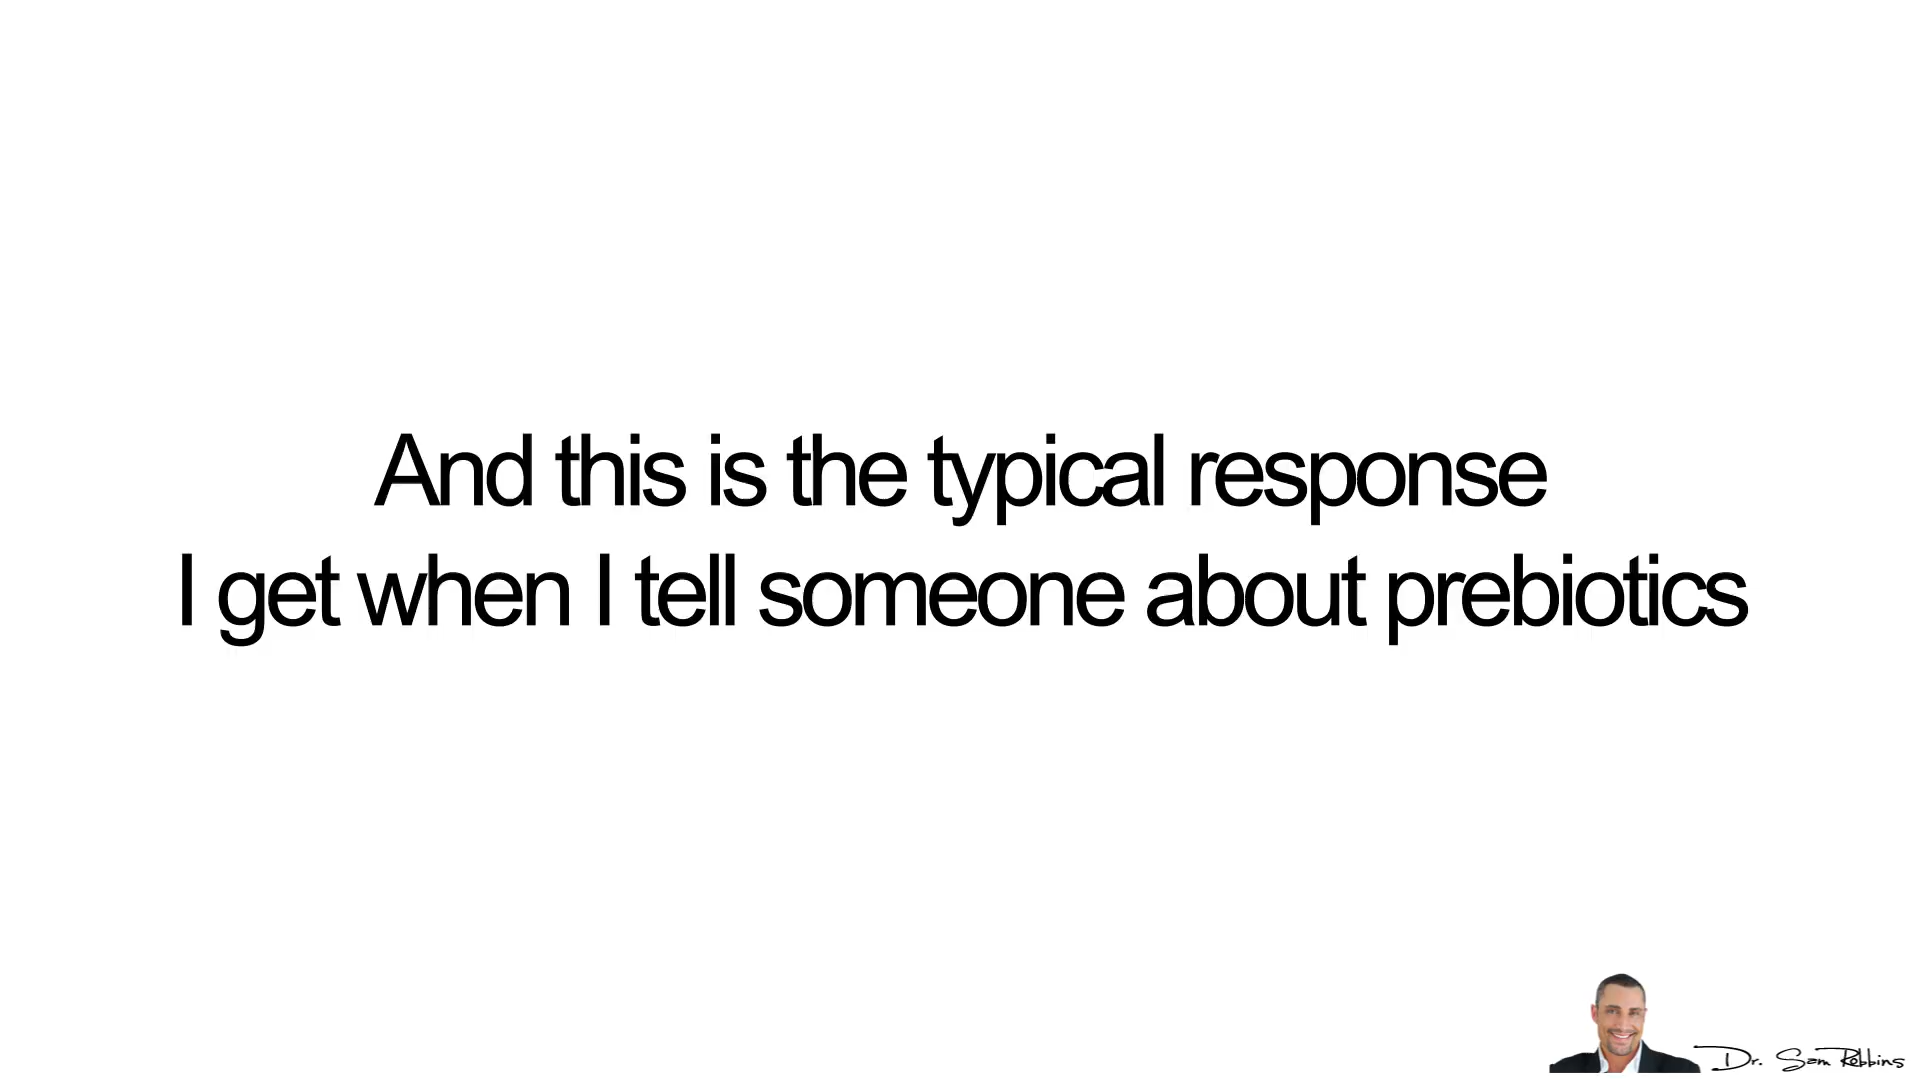 And this is the typical response
I get when I tell someone about prebiotics
Dr. Sam Robbins